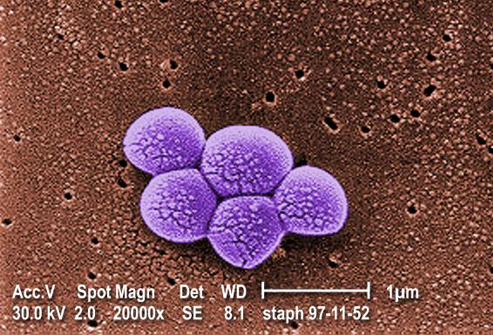 Acc.V Spot Magn Det WD 1µm
30.0 kV 2.0 20000x SE 8.1 staph 97-11-52